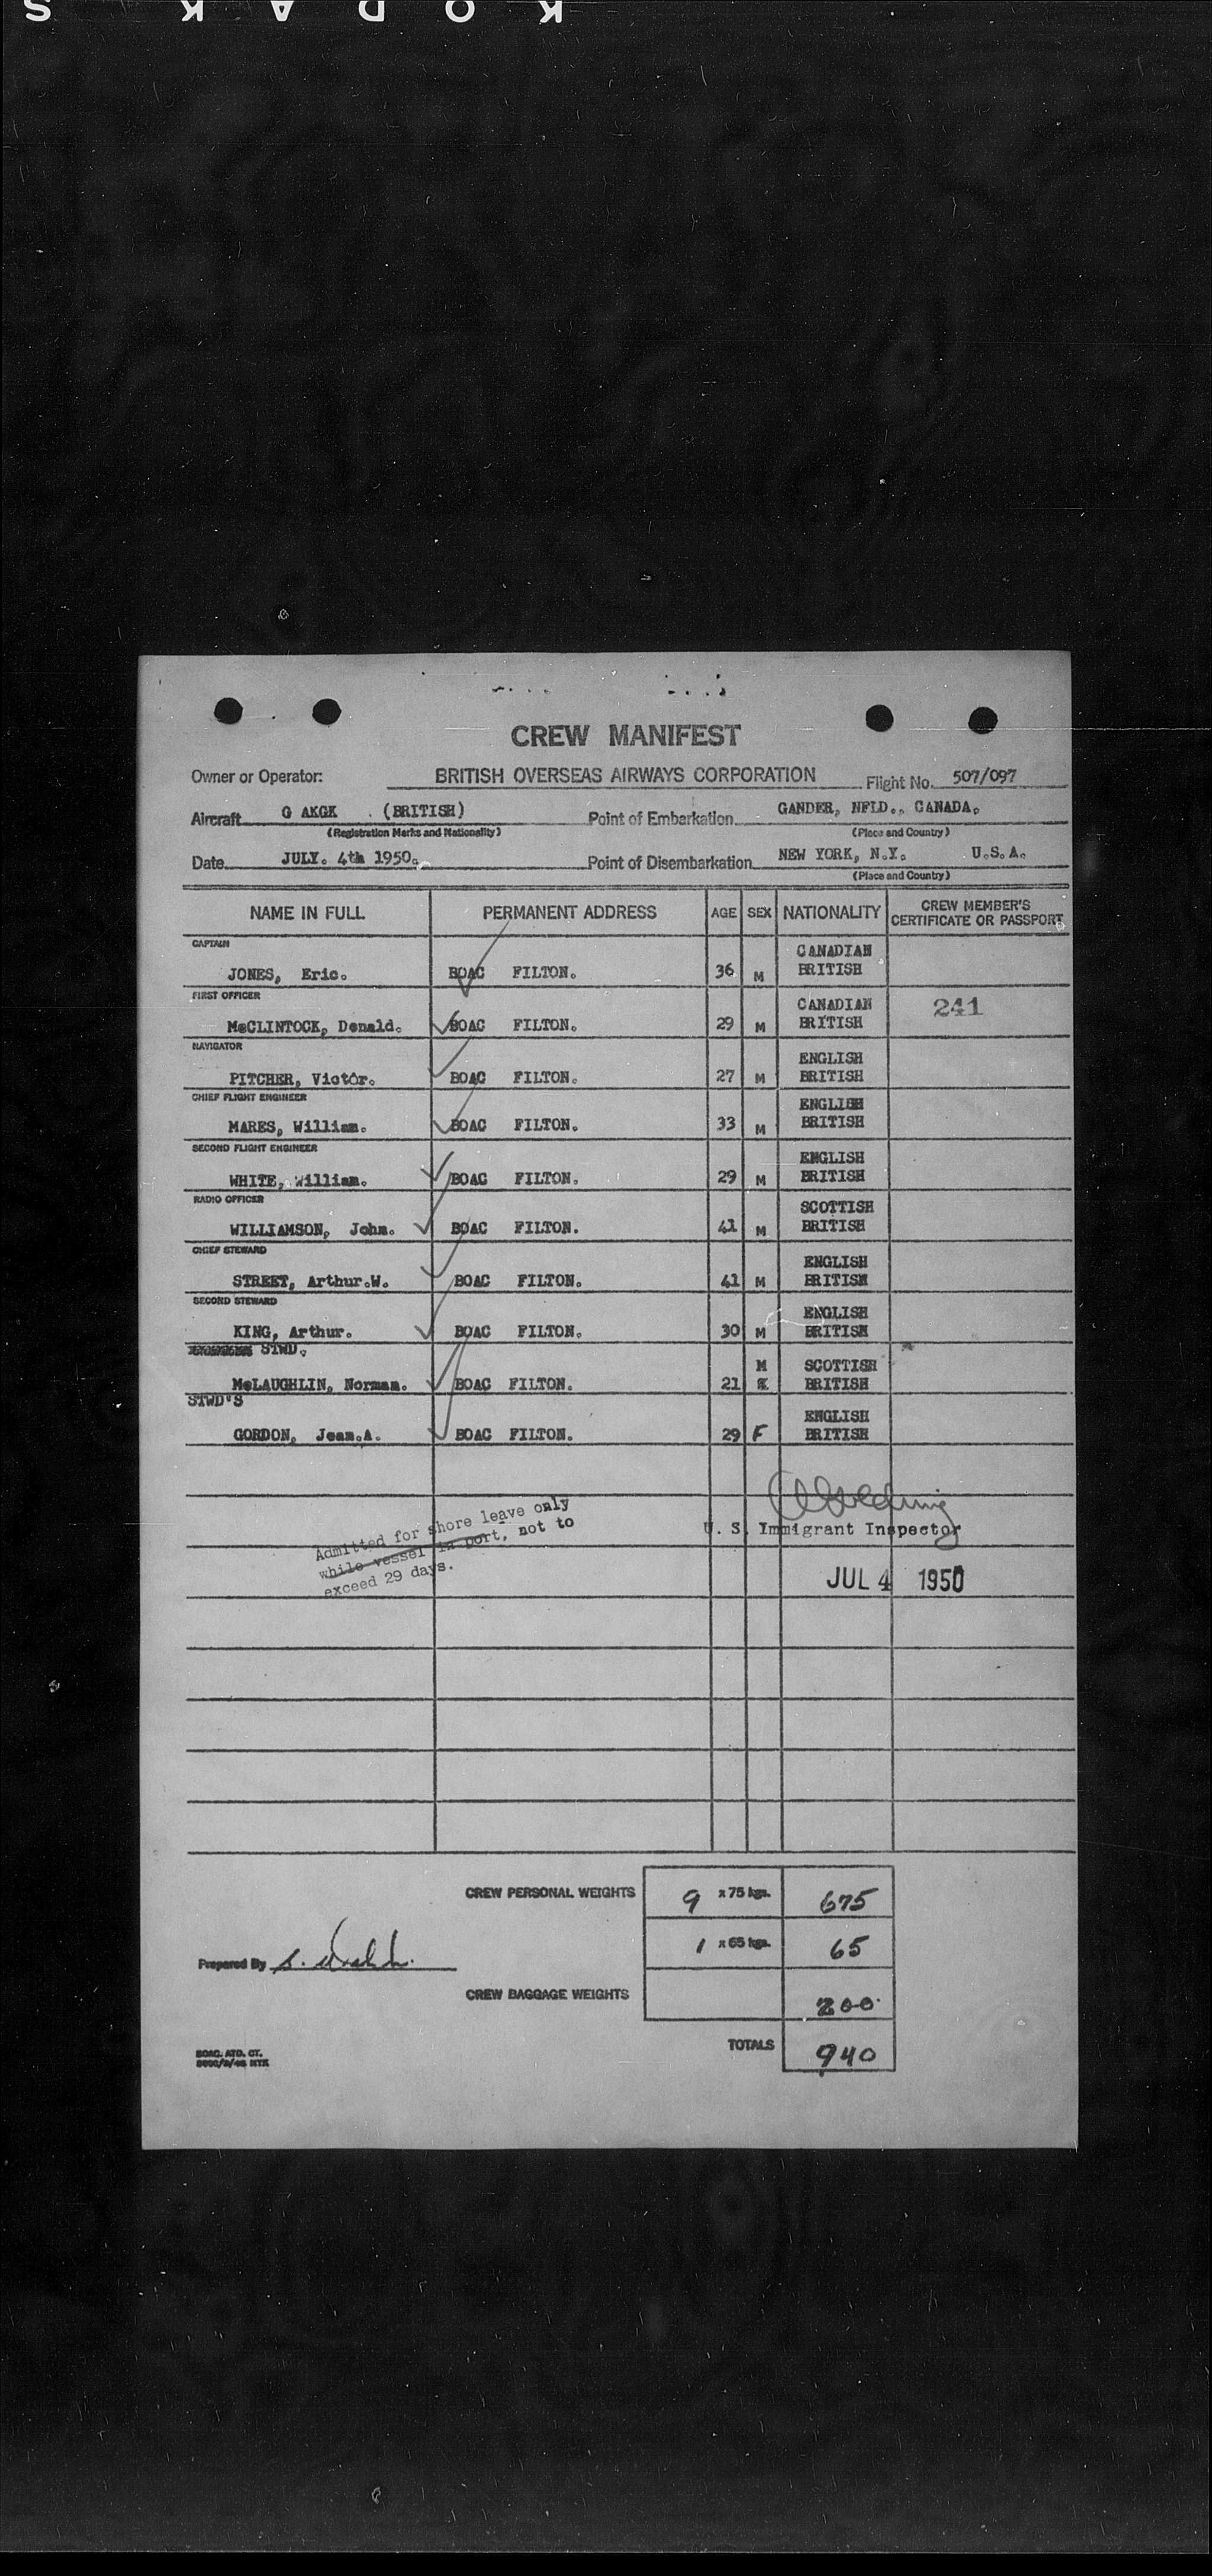 KODAK S
CREW MANIFEST
Owner or Operator: BRITISH OVERSEAS AIRWAYS CORPORATION Flight No. 507/097
Aircraft G AKGK . (BRITISH) Point of Embarkation GANDER, NFLD., CANADA.
(Registration Marks and Nationality) (Place and Country)
Date JULY. 4th 1950. Point of Disembarkation NEW YORK, N.Y. U.S.A.
(Place and Country)
NAME IN FULL PERMANENT ADDRESS AGE SEX NATIONALITY CREW MEMBER'S CERTIFICATE OR PASSPORT
CAPTAIN CANADIAN
JONES, Eric. BOAC FILTON. 36 M BRITISH
FIRST OFFICER CANADIAN 241
McCLINTOCK, Donald. BOAC FILTON. 29 M BRITISH
NAVIGATOR ENGLISH
PITCHER, Victor. BOAC FILTON. 27 M BRITISH
CHIEF FLIGHT ENGINEER ENGLISH
MARES, William. BOAC FILTON. 33 M BRITISH
SECOND FLIGHT ENGINEER ENGLISH
WHITE, William. BOAC FILTON. 29 M BRITISH
RADIO OFFICER SCOTTISH
WILLIAMSON, John. BOAC FILTON. 41 M BRITISH
CHIEF STEWARD ENGLISH
STREET, Arthur.W. BOAC FILTON. 41 M BRITISH
SECOND STEWARD ENGLISH
KING, Arthur. BOAC FILTON. 30 M BRITISH
STWD. M SCOTTISH
McLAUGHLIN, Norman. BOAC FILTON. 21 BRITISH
STWD'S ENGLISH
GORDON, Jean.A. BOAC FILTON. 29 F BRITISH
Admitted for shore leave only
while vessel in port, not to
exceed 29 days.
U. S. Immigrant Inspector
JUL 4 1950
CREW PERSONAL WEIGHTS 9 x 75 kgs. 675
1 x 65 kgs. 65
Prepared By
CREW BAGGAGE WEIGHTS 200.
TOTALS 940
BOAC. ATD. CT.